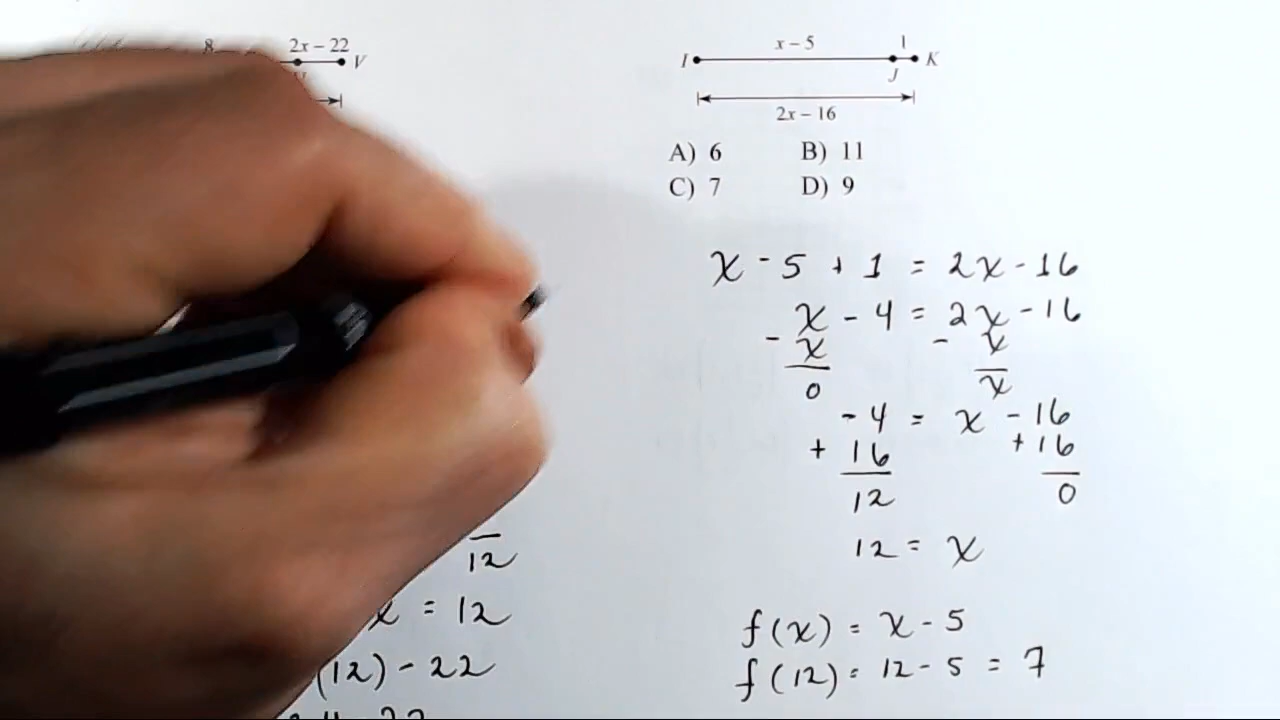 8 2x – 22
V
x – 5 1
I K
J
2x – 16
A) 6 B) 11
C) 7 D) 9
x - 5 + 1 = 2x - 16
x - 4 = 2x - 16
- x - x
0 x
- 4 = x - 16
+ 16 + 16
12 0
12 = x
f(x) = x - 5
f(12) = 12 - 5 = 7
12
x = 12
(12) - 22